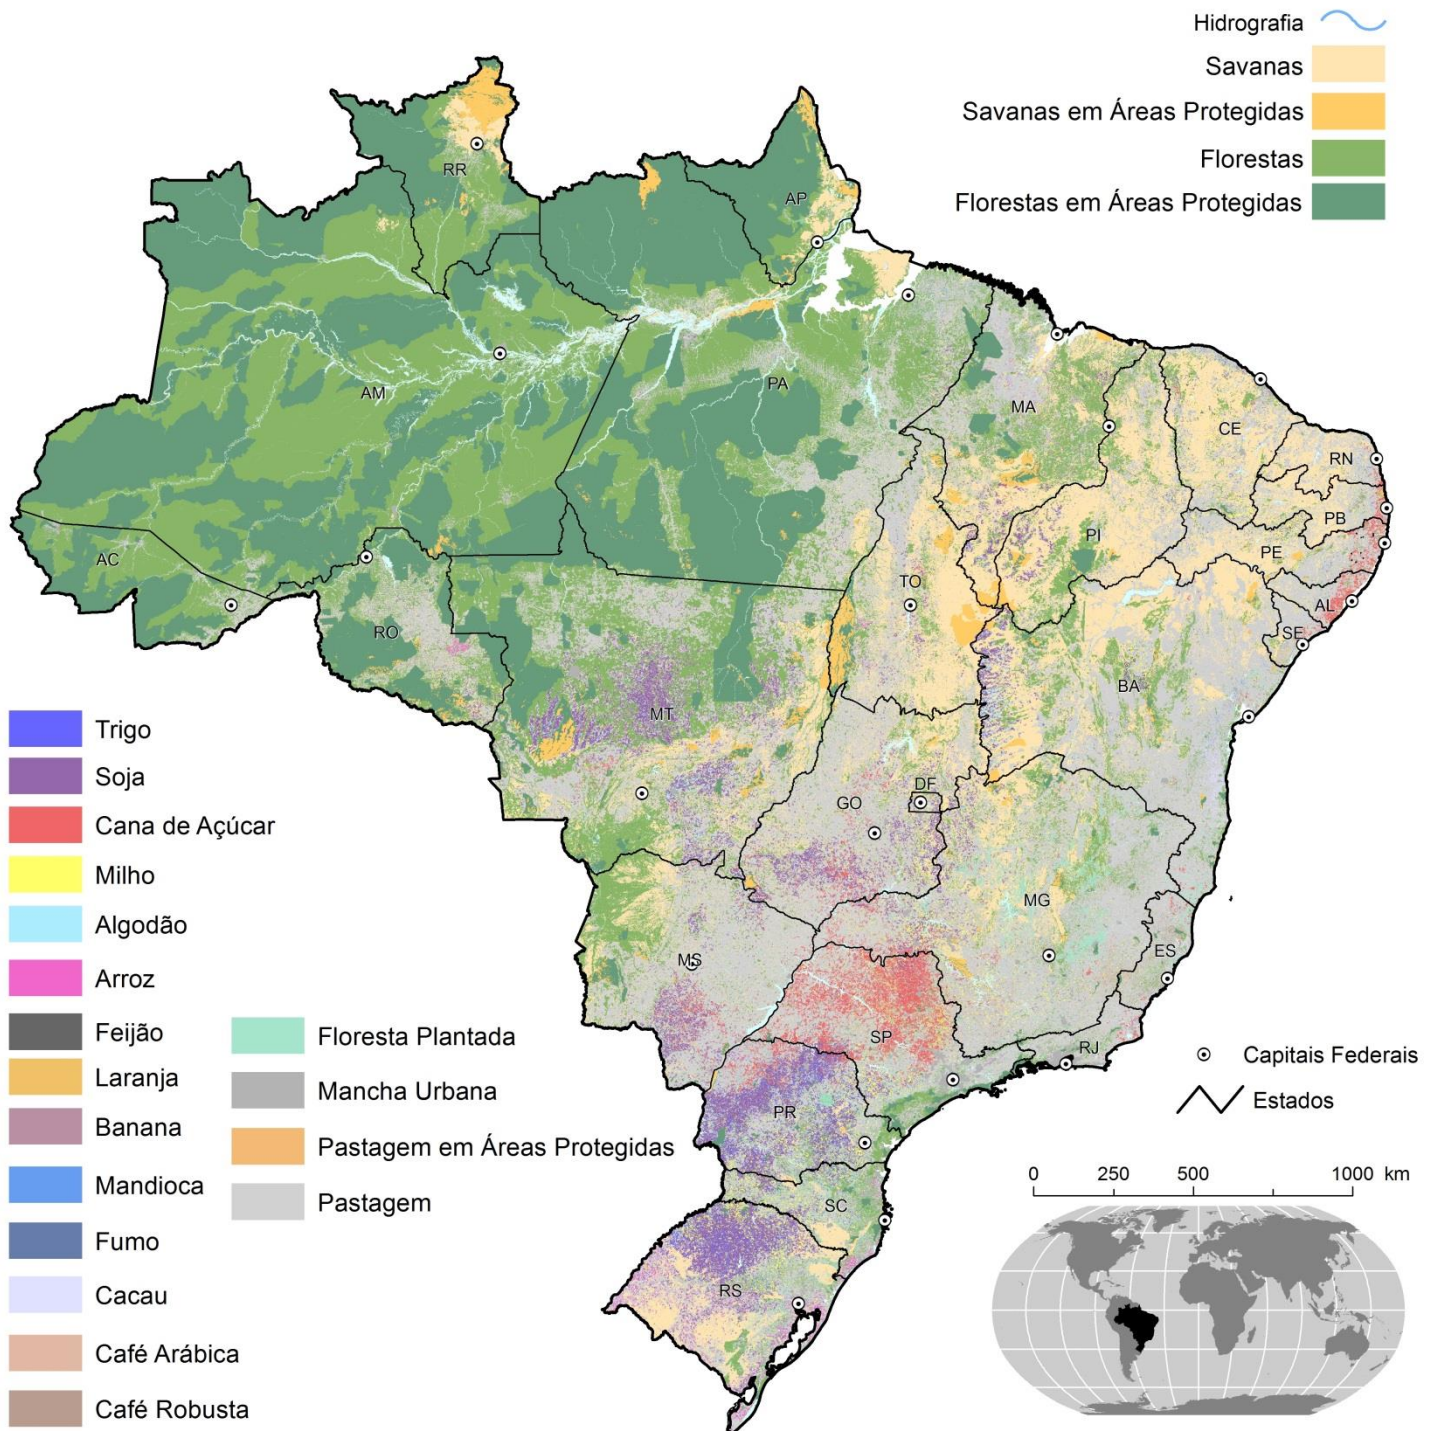 Hidrografia
Savanas
Savanas em Áreas Protegidas
Florestas
Florestas em Áreas Protegidas
RR
AP
AM
PA
MA
CE
RN
PB
PE
PI
AL
SE
AC
RO
TO
BA
MT
GO
DF
MG
ES
MS
SP
RJ
PR
SC
RS
Trigo
Soja
Cana de Açúcar
Milho
Algodão
Arroz
Feijão
Laranja
Banana
Mandioca
Fumo
Cacau
Café Arábica
Café Robusta
Floresta Plantada
Mancha Urbana
Pastagem em Áreas Protegidas
Pastagem
Capitais Federais
Estados
0 250 500 1000 km